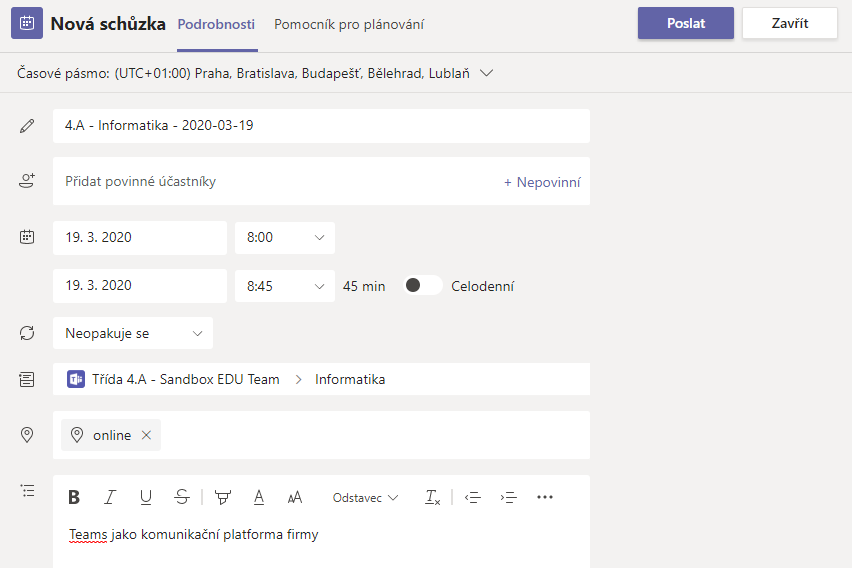 Nová schůzka Podrobnosti Pomocník pro plánování Poslat Zavřít
Časové pásmo: (UTC+01:00) Praha, Bratislava, Budapešť, Bělehrad, Lublaň
4.A - Informatika - 2020-03-19
Přidat povinné účastníky + Nepovinní
19. 3. 2020 8:00
19. 3. 2020 8:45 45 min Celodenní
Neopakuje se
Třída 4.A - Sandbox EDU Team > Informatika
online
B I U S A AA Odstavec Tx
Teams jako komunikační platforma firmy